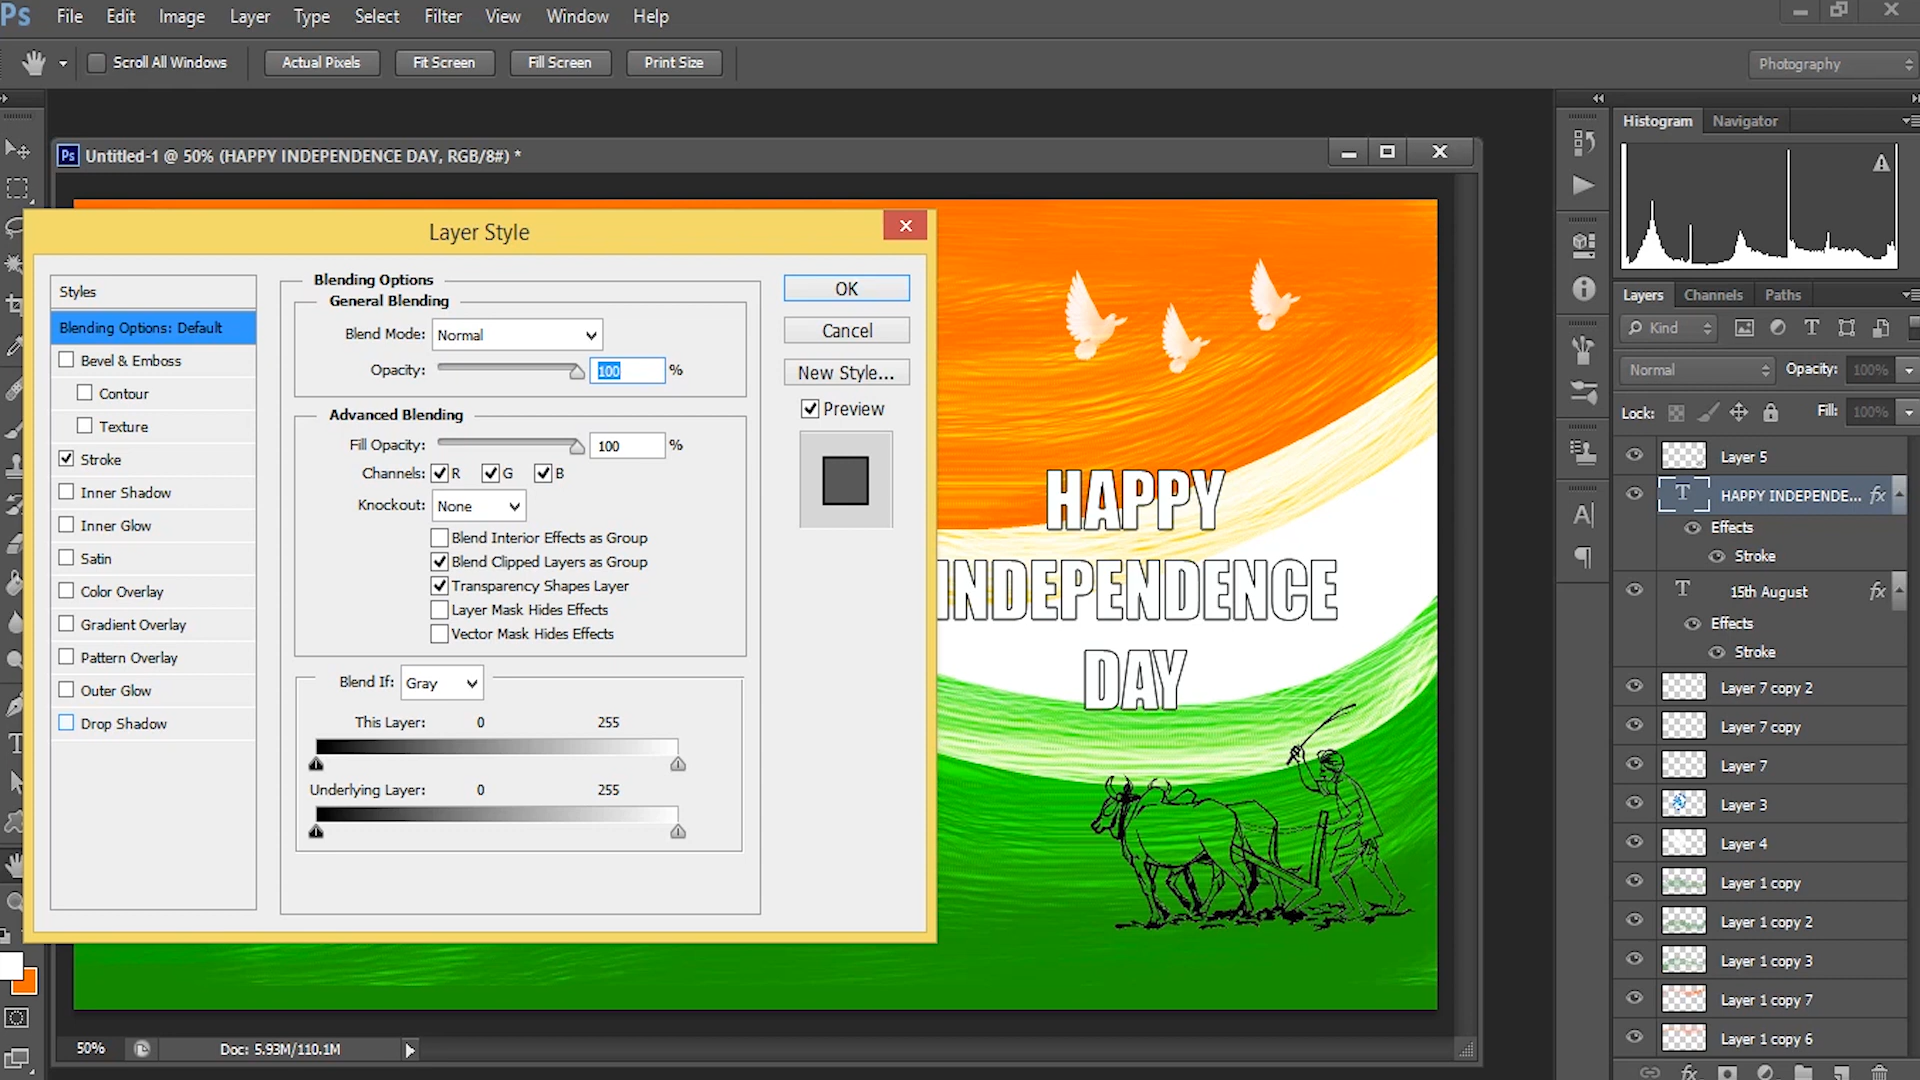 Ps File Edit Image Layer Type Select Filter View Window Help
Scroll All Windows Actual Pixels Fit Screen Fill Screen Print Size Photography
Ps Untitled-1 @ 50% (HAPPY INDEPENDENCE DAY, RGB/8#) *
Layer Style
Styles
Blending Options: Default
Bevel & Emboss
Contour
Texture
Stroke
Inner Shadow
Inner Glow
Satin
Color Overlay
Gradient Overlay
Pattern Overlay
Outer Glow
Drop Shadow
Blending Options
General Blending
Blend Mode: Normal
Opacity: 100 %
Advanced Blending
Fill Opacity: 100 %
Channels: R G B
Knockout: None
Blend Interior Effects as Group
Blend Clipped Layers as Group
Transparency Shapes Layer
Layer Mask Hides Effects
Vector Mask Hides Effects
Blend If: Gray
This Layer: 0 255
Underlying Layer: 0 255
OK
Cancel
New Style...
Preview
HAPPY
INDEPENDENCE
DAY
50% Doc: 5.93M/110.1M
Histogram Navigator
Layers Channels Paths
Kind
Normal Opacity: 100%
Lock: Fill: 100%
Layer 5
T HAPPY INDEPENDE... fx
Effects
Stroke
T 15th August fx
Effects
Stroke
Layer 7 copy 2
Layer 7 copy
Layer 7
Layer 3
Layer 4
Layer 1 copy
Layer 1 copy 2
Layer 1 copy 3
Layer 1 copy 7
Layer 1 copy 6
fx